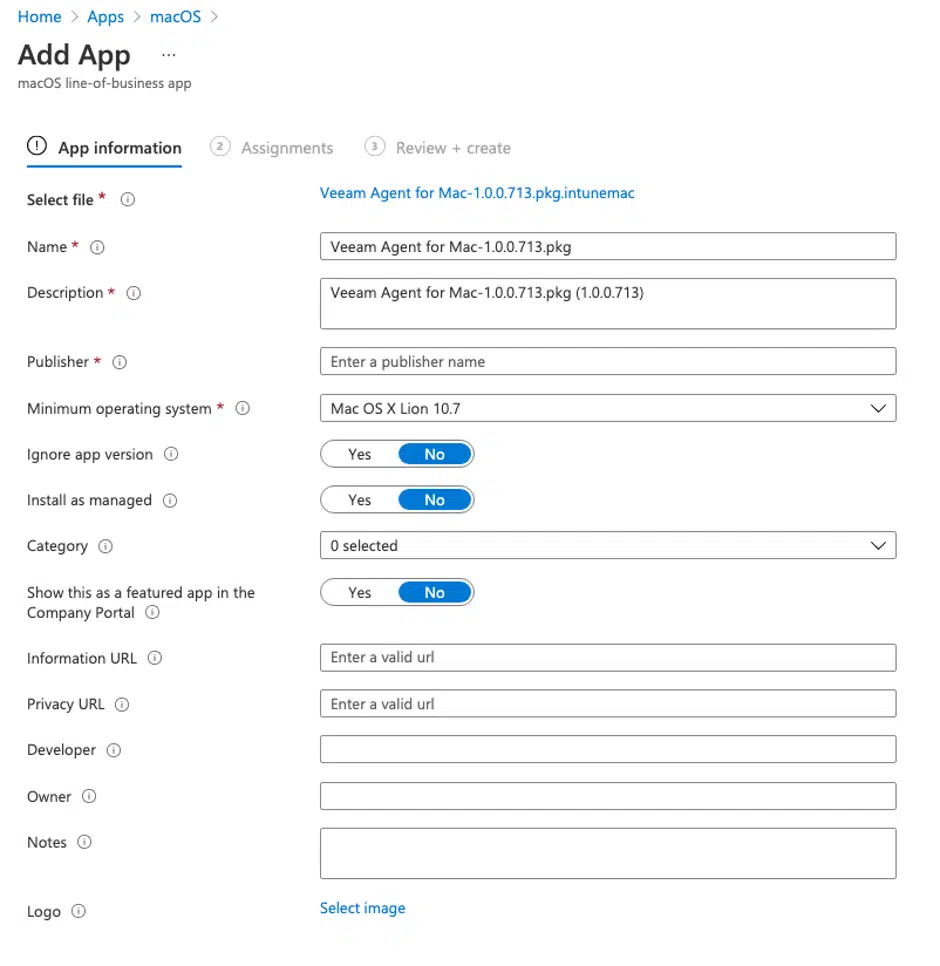 Home > Apps > macOS >
Add App ...
macOS line-of-business app
! App information 2 Assignments 3 Review + create
Select file * Veeam Agent for Mac-1.0.0.713.pkg.intunemac
Name * Veeam Agent for Mac-1.0.0.713.pkg
Description * Veeam Agent for Mac-1.0.0.713.pkg (1.0.0.713)
Publisher * Enter a publisher name
Minimum operating system * Mac OS X Lion 10.7
Ignore app version Yes No
Install as managed Yes No
Category 0 selected
Show this as a featured app in the Yes No
Company Portal
Information URL Enter a valid url
Privacy URL Enter a valid url
Developer
Owner
Notes
Logo Select image